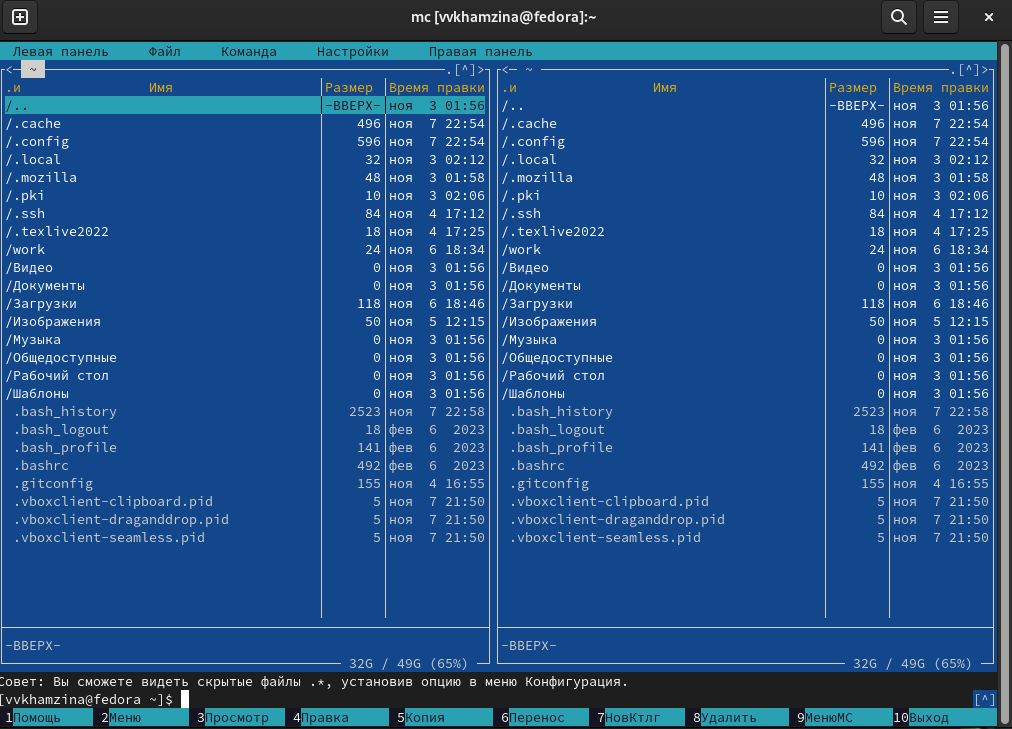 mc [vvkhamzina@fedora]:~
Левая панель Файл Команда Настройки Правая панель
<— ~ .[^]> <— ~ .[^]>
.и Имя Размер Время правки .и Имя Размер Время правки
/.. -ВВЕРХ- ноя 3 01:56 /.. -ВВЕРХ- ноя 3 01:56
/.cache 496 ноя 7 22:54 /.cache 496 ноя 7 22:54
/.config 596 ноя 7 22:54 /.config 596 ноя 7 22:54
/.local 32 ноя 3 02:12 /.local 32 ноя 3 02:12
/.mozilla 48 ноя 3 01:58 /.mozilla 48 ноя 3 01:58
/.pki 10 ноя 3 02:06 /.pki 10 ноя 3 02:06
/.ssh 84 ноя 4 17:12 /.ssh 84 ноя 4 17:12
/.texlive2022 18 ноя 4 17:25 /.texlive2022 18 ноя 4 17:25
/work 24 ноя 6 18:34 /work 24 ноя 6 18:34
/Видео 0 ноя 3 01:56 /Видео 0 ноя 3 01:56
/Документы 0 ноя 3 01:56 /Документы 0 ноя 3 01:56
/Загрузки 118 ноя 6 18:46 /Загрузки 118 ноя 6 18:46
/Изображения 50 ноя 5 12:15 /Изображения 50 ноя 5 12:15
/Музыка 0 ноя 3 01:56 /Музыка 0 ноя 3 01:56
/Общедоступные 0 ноя 3 01:56 /Общедоступные 0 ноя 3 01:56
/Рабочий стол 0 ноя 3 01:56 /Рабочий стол 0 ноя 3 01:56
/Шаблоны 0 ноя 3 01:56 /Шаблоны 0 ноя 3 01:56
.bash_history 2523 ноя 7 22:58 .bash_history 2523 ноя 7 22:58
.bash_logout 18 фев 6 2023 .bash_logout 18 фев 6 2023
.bash_profile 141 фев 6 2023 .bash_profile 141 фев 6 2023
.bashrc 492 фев 6 2023 .bashrc 492 фев 6 2023
.gitconfig 155 ноя 4 16:55 .gitconfig 155 ноя 4 16:55
.vboxclient-clipboard.pid 5 ноя 7 21:50 .vboxclient-clipboard.pid 5 ноя 7 21:50
.vboxclient-draganddrop.pid 5 ноя 7 21:50 .vboxclient-draganddrop.pid 5 ноя 7 21:50
.vboxclient-seamless.pid 5 ноя 7 21:50 .vboxclient-seamless.pid 5 ноя 7 21:50
-ВВЕРХ- -ВВЕРХ-
32G / 49G (65%) 32G / 49G (65%)
Совет: Вы сможете видеть скрытые файлы .*, установив опцию в меню Конфигурация.
[vvkhamzina@fedora ~]$ [^]
1Помощь 2Меню 3Просмотр 4Правка 5Копия 6Перенос 7НовКтлг 8Удалить 9МенюMC 10Выход